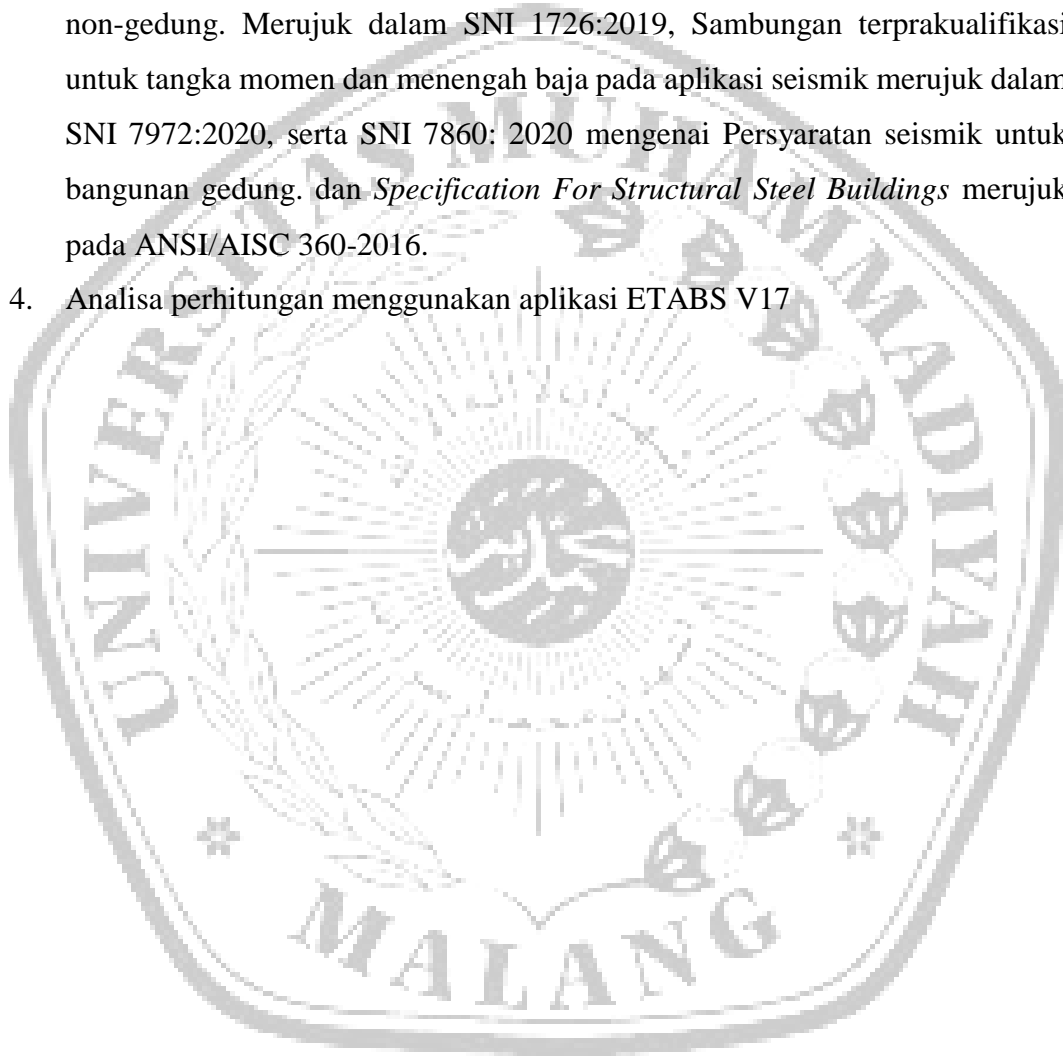 non-gedung. Merujuk dalam SNI 1726:2019, Sambungan terprakualifikasi
untuk tangka momen dan menengah baja pada aplikasi seismik merujuk dalam
SNI 7972:2020, serta SNI 7860: 2020 mengenai Persyaratan seismik untuk
bangunan gedung. dan Specification For Structural Steel Buildings merujuk
pada ANSI/AISC 360-2016.
4. Analisa perhitungan menggunakan aplikasi ETABS V17
UNIVERSITAS MUHAMMADIYAH
MALANG